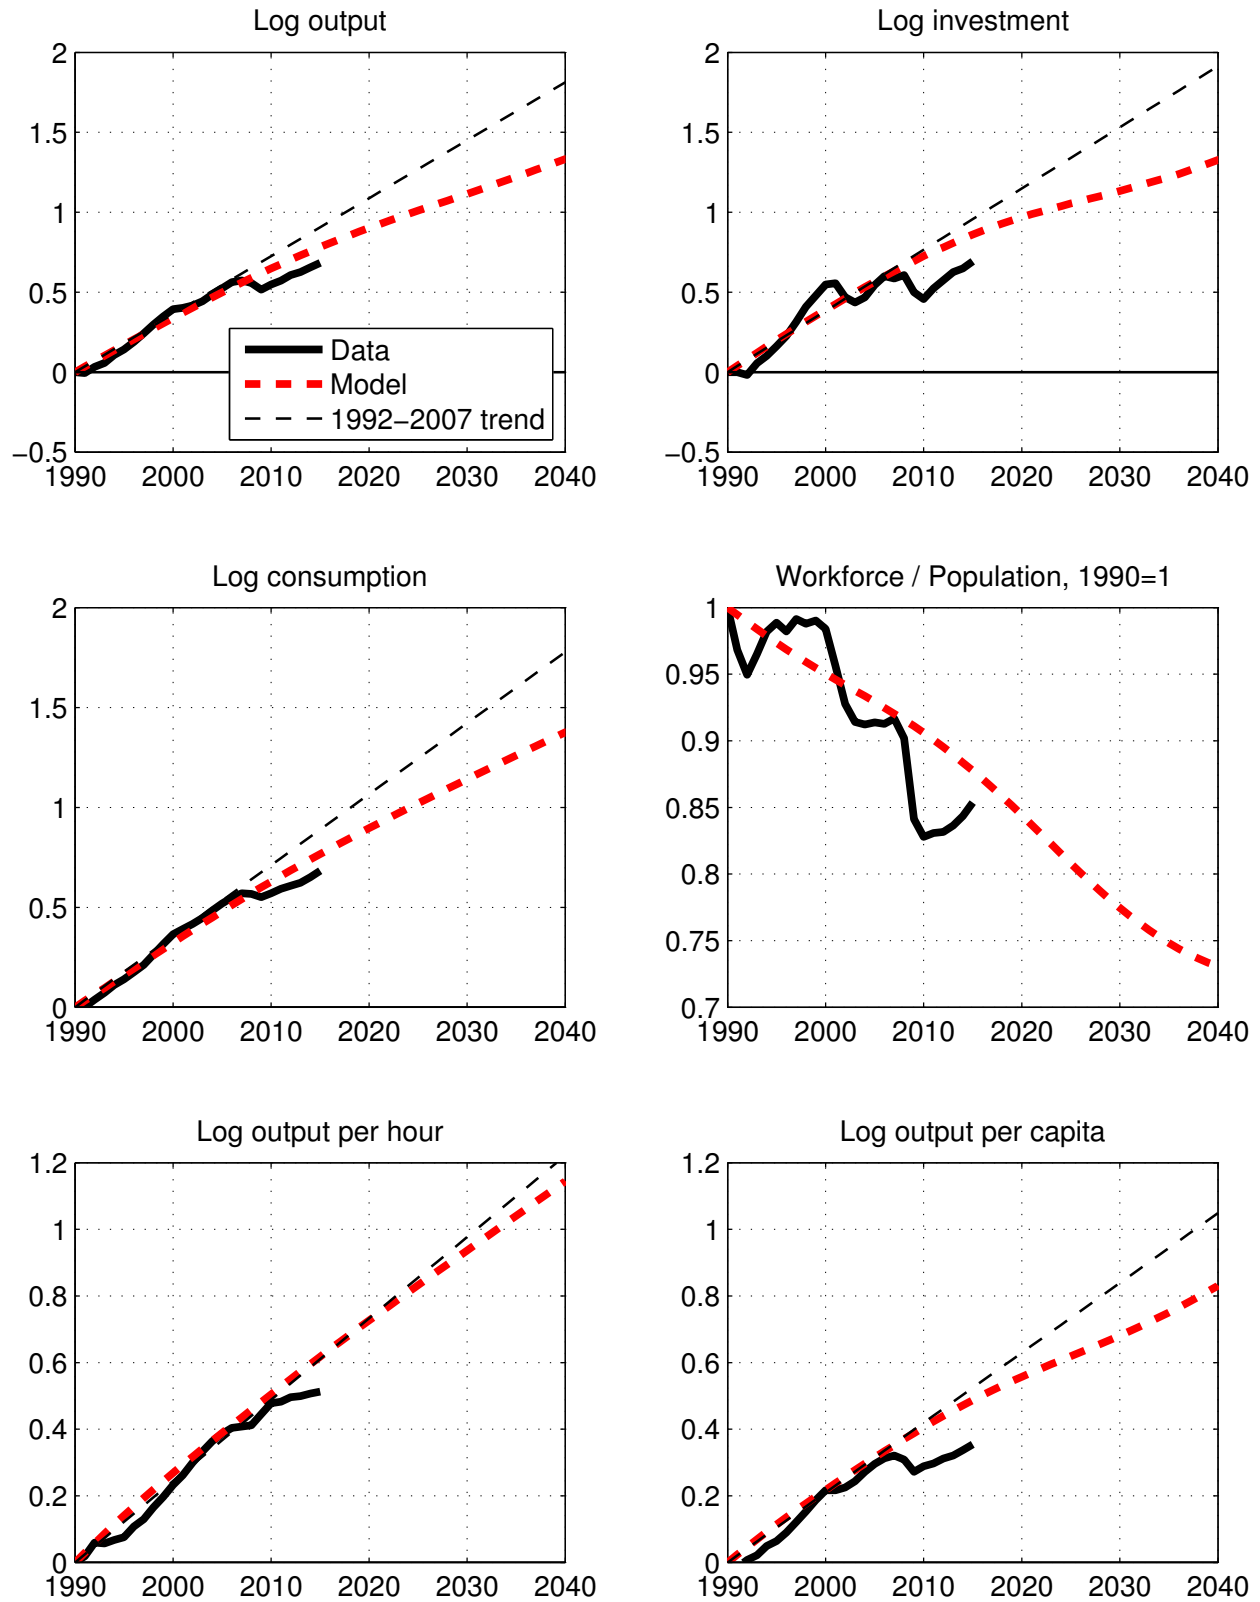 Log output
2
1.5
1
0.5
0
−0.5
1990 2000 2010 2020 2030 2040
Data
Model
1992−2007 trend
Log investment
2
1.5
1
0.5
0
−0.5
1990 2000 2010 2020 2030 2040
Log consumption
2
1.5
1
0.5
0
1990 2000 2010 2020 2030 2040
Workforce / Population, 1990=1
1
0.95
0.9
0.85
0.8
0.75
0.7
1990 2000 2010 2020 2030 2040
Log output per hour
1.2
1
0.8
0.6
0.4
0.2
0
1990 2000 2010 2020 2030 2040
Log output per capita
1.2
1
0.8
0.6
0.4
0.2
0
1990 2000 2010 2020 2030 2040